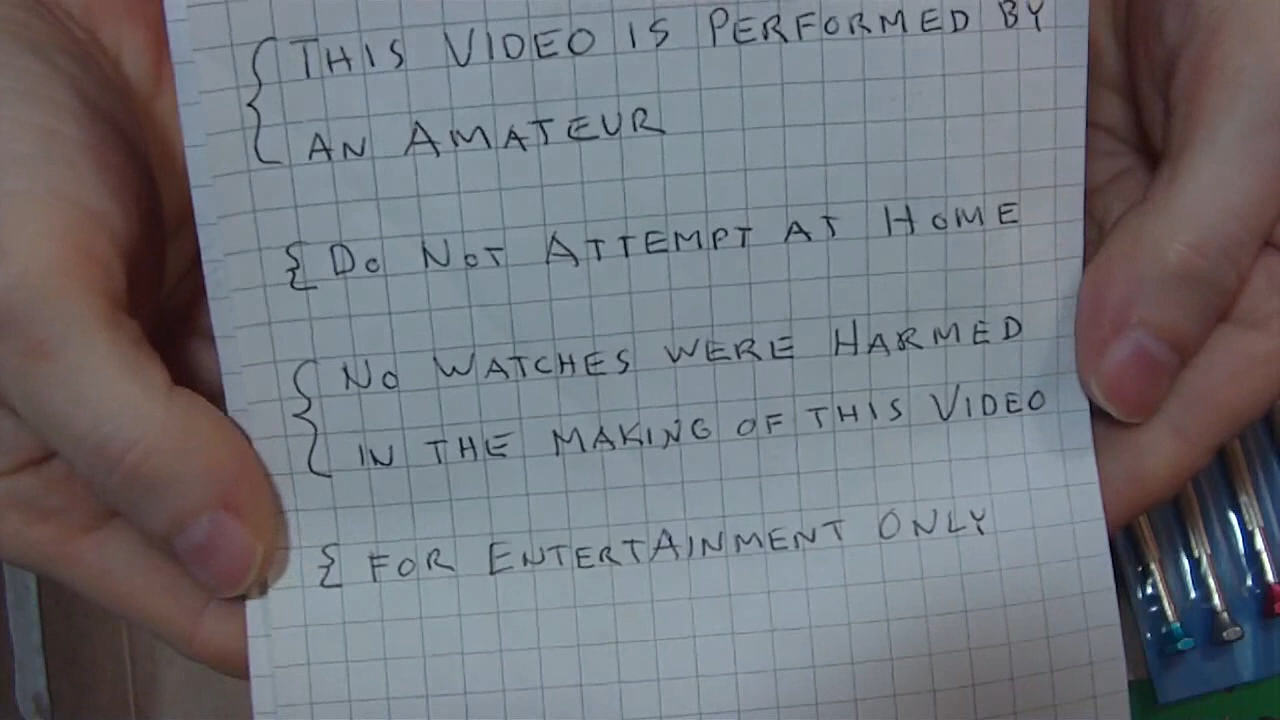 THIS VIDEO IS PERFORMED BY
AN AMATEUR
DO NOT ATTEMPT AT HOME
NO WATCHES WERE HARMED
IN THE MAKING OF THIS VIDEO
FOR ENTERTAINMENT ONLY